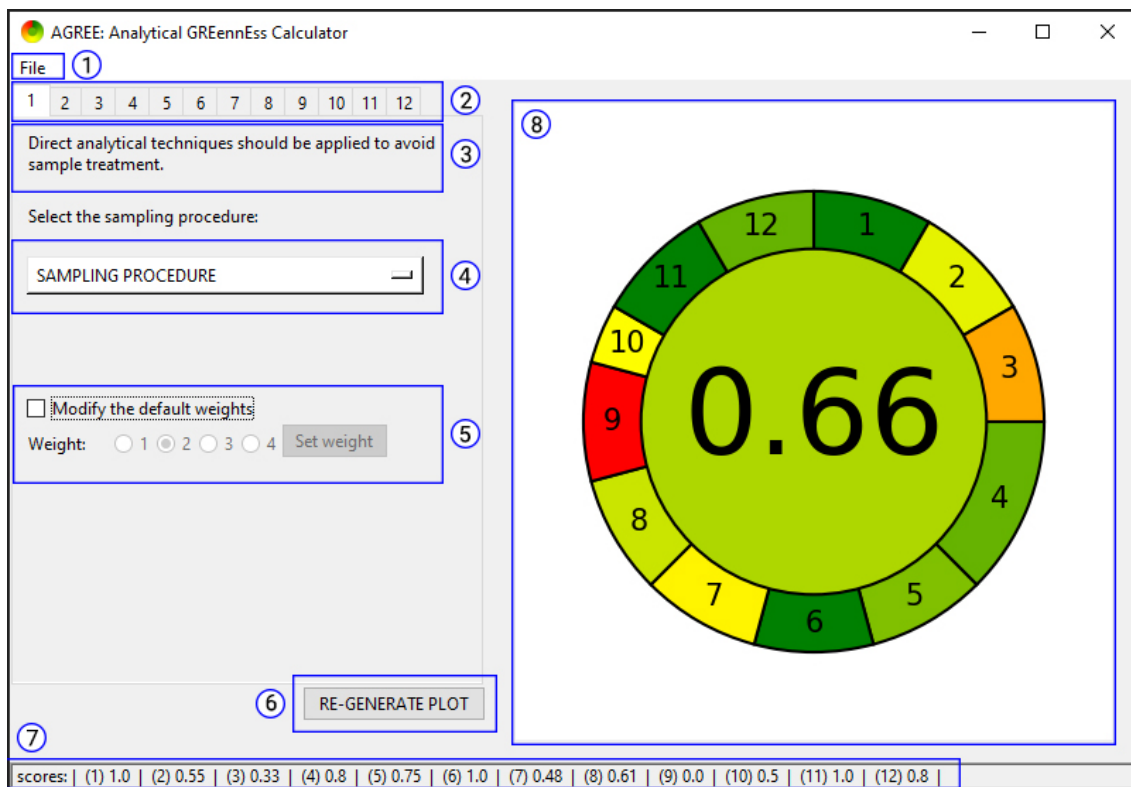 AGREE: Analytical GREennEss Calculator
File
①
1 2 3 4 5 6 7 8 9 10 11 12
②
Direct analytical techniques should be applied to avoid
sample treatment.
③
Select the sampling procedure:
SAMPLING PROCEDURE
④
Modify the default weights
Weight: 1 2 3 4 Set weight
⑤
⑥
RE-GENERATE PLOT
⑦
scores: | (1) 1.0 | (2) 0.55 | (3) 0.33 | (4) 0.8 | (5) 0.75 | (6) 1.0 | (7) 0.48 | (8) 0.61 | (9) 0.0 | (10) 0.5 | (11) 1.0 | (12) 0.8 |
⑧
1
2
3
4
5
6
7
8
9
10
11
12
0.66